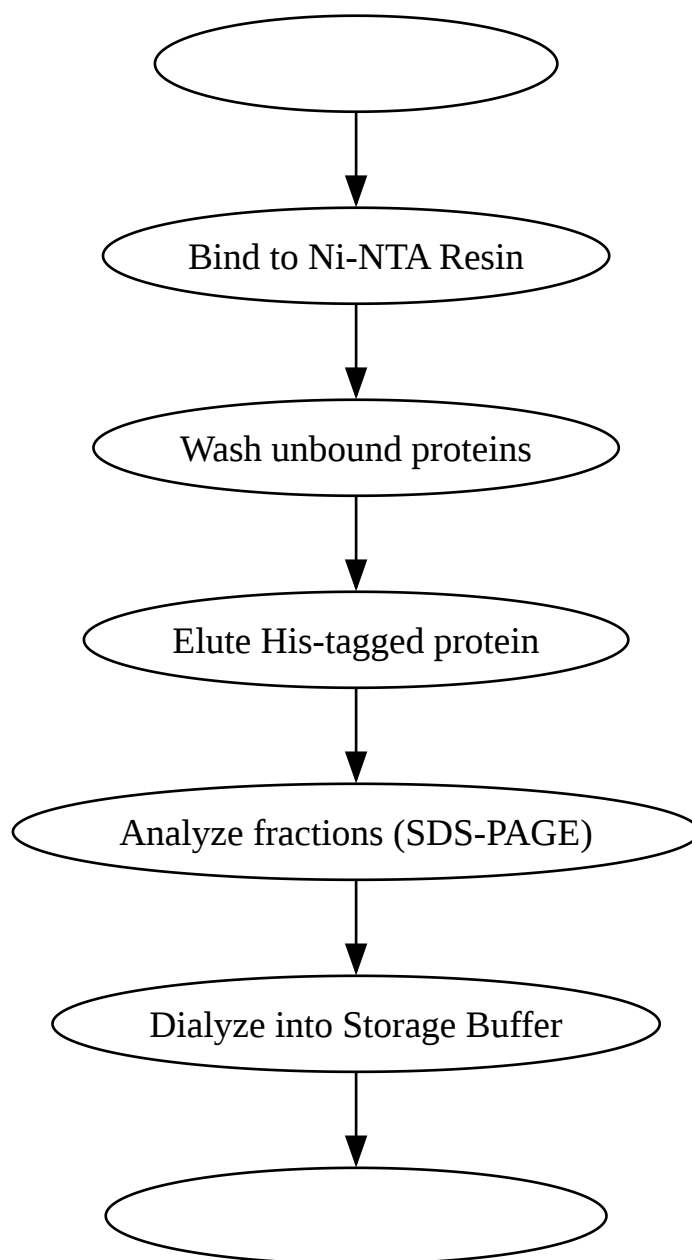 Bind to Ni-NTA Resin
Wash unbound proteins
Elute His-tagged protein
Analyze fractions (SDS-PAGE)
Dialyze into Storage Buffer